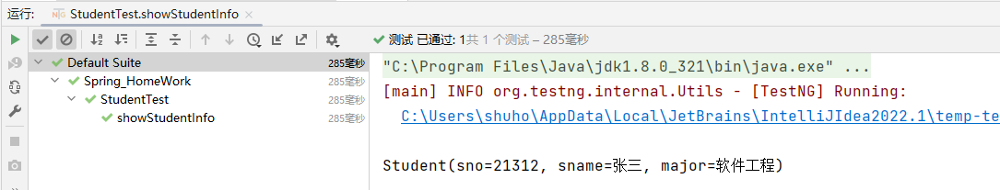 运行: StudentTest.showStudentInfo
测试 已通过: 1共 1 个测试 – 285毫秒
Default Suite 285毫秒
Spring_HomeWork 285毫秒
StudentTest 285毫秒
showStudentInfo 285毫秒
"C:\Program Files\Java\jdk1.8.0_321\bin\java.exe" ...
[main] INFO org.testng.internal.Utils - [TestNG] Running:
C:\Users\shuho\AppData\Local\JetBrains\IntelliJIdea2022.1\temp-te
Student(sno=21312, sname=张三, major=软件工程)